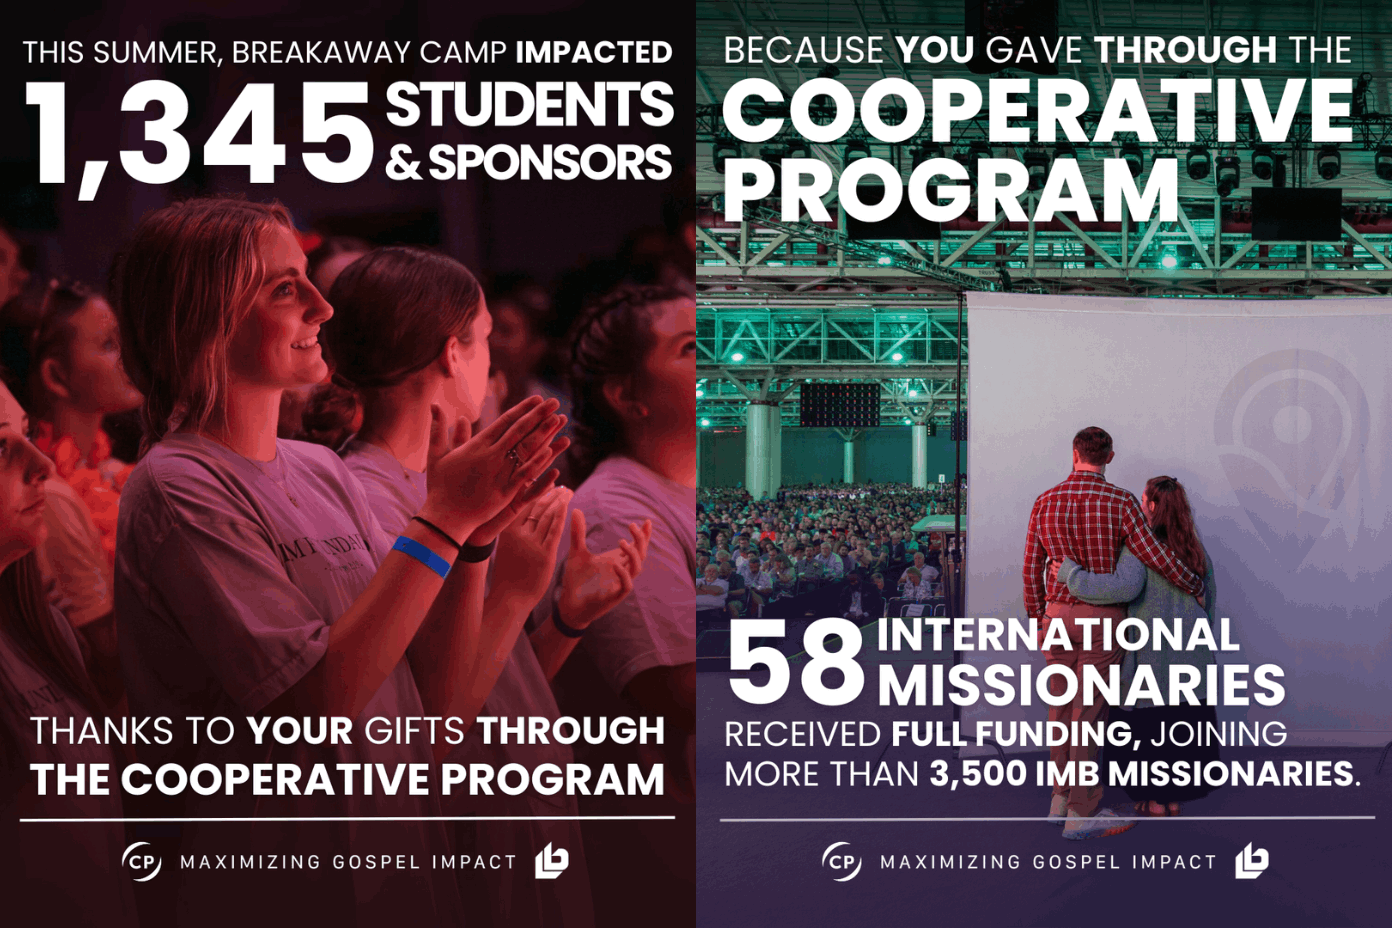 THIS SUMMER, BREAKAWAY CAMP IMPACTED
1,345 STUDENTS
& SPONSORS
THANKS TO YOUR GIFTS THROUGH
THE COOPERATIVE PROGRAM
CP MAXIMIZING GOSPEL IMPACT
BECAUSE YOU GAVE THROUGH THE
COOPERATIVE
PROGRAM
58 INTERNATIONAL
MISSIONARIES
RECEIVED FULL FUNDING, JOINING
MORE THAN 3,500 IMB MISSIONARIES.
CP MAXIMIZING GOSPEL IMPACT